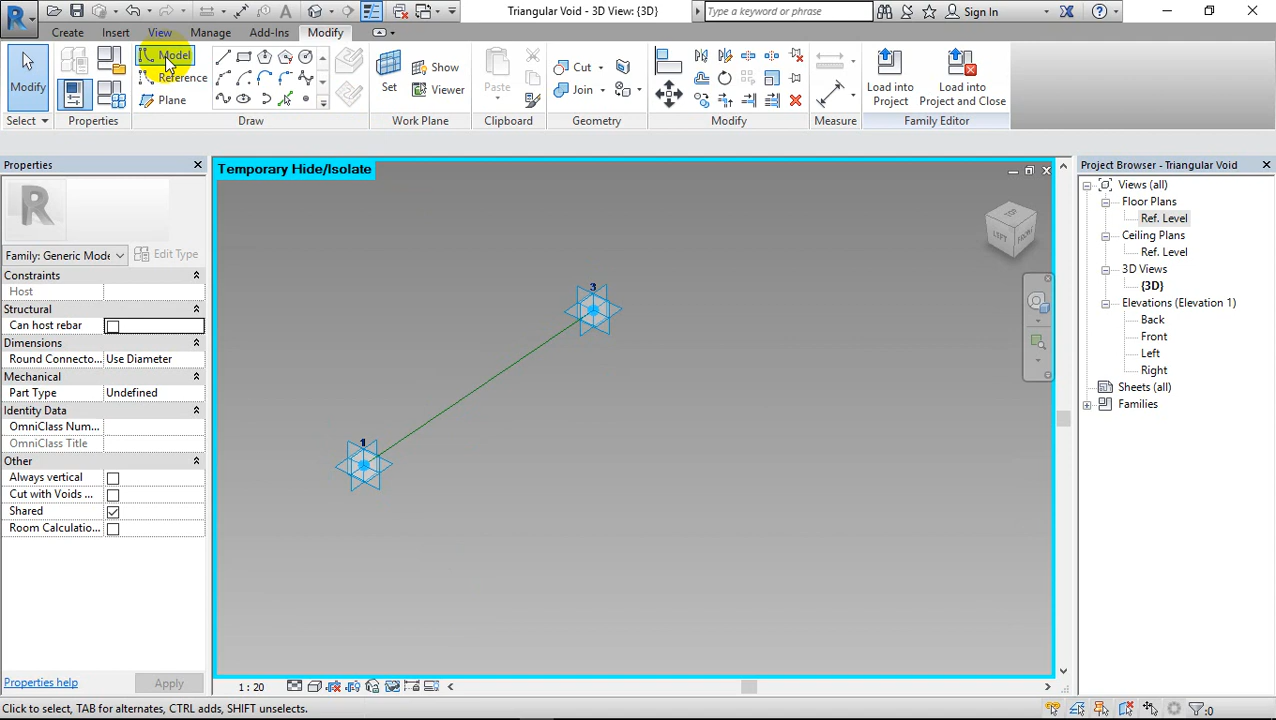 Triangular Void - 3D View: {3D}
Type a keyword or phrase
Sign In
Create
Insert
View
Manage
Add-Ins
Modify
Modify
Select
Properties
Model
Reference
Plane
Draw
Set
Show
Viewer
Work Plane
Paste
Clipboard
Cut
Join
Geometry
Modify
Measure
Load into
Project
Load into
Project and Close
Family Editor
Properties
Family: Generic Mode
Edit Type
Constraints
Host
Structural
Can host rebar
Dimensions
Round Connecto...
Use Diameter
Mechanical
Part Type
Undefined
Identity Data
OmniClass Num...
OmniClass Title
Other
Always vertical
Cut with Voids ...
Shared
Room Calculatio...
Properties help
Apply
Temporary Hide/Isolate
3
1
TOP
LEFT
FRONT
1 : 20
Project Browser - Triangular Void
Views (all)
Floor Plans
Ref. Level
Ceiling Plans
Ref. Level
3D Views
{3D}
Elevations (Elevation 1)
Back
Front
Left
Right
Sheets (all)
Families
Click to select, TAB for alternates, CTRL adds, SHIFT unselects.
:0